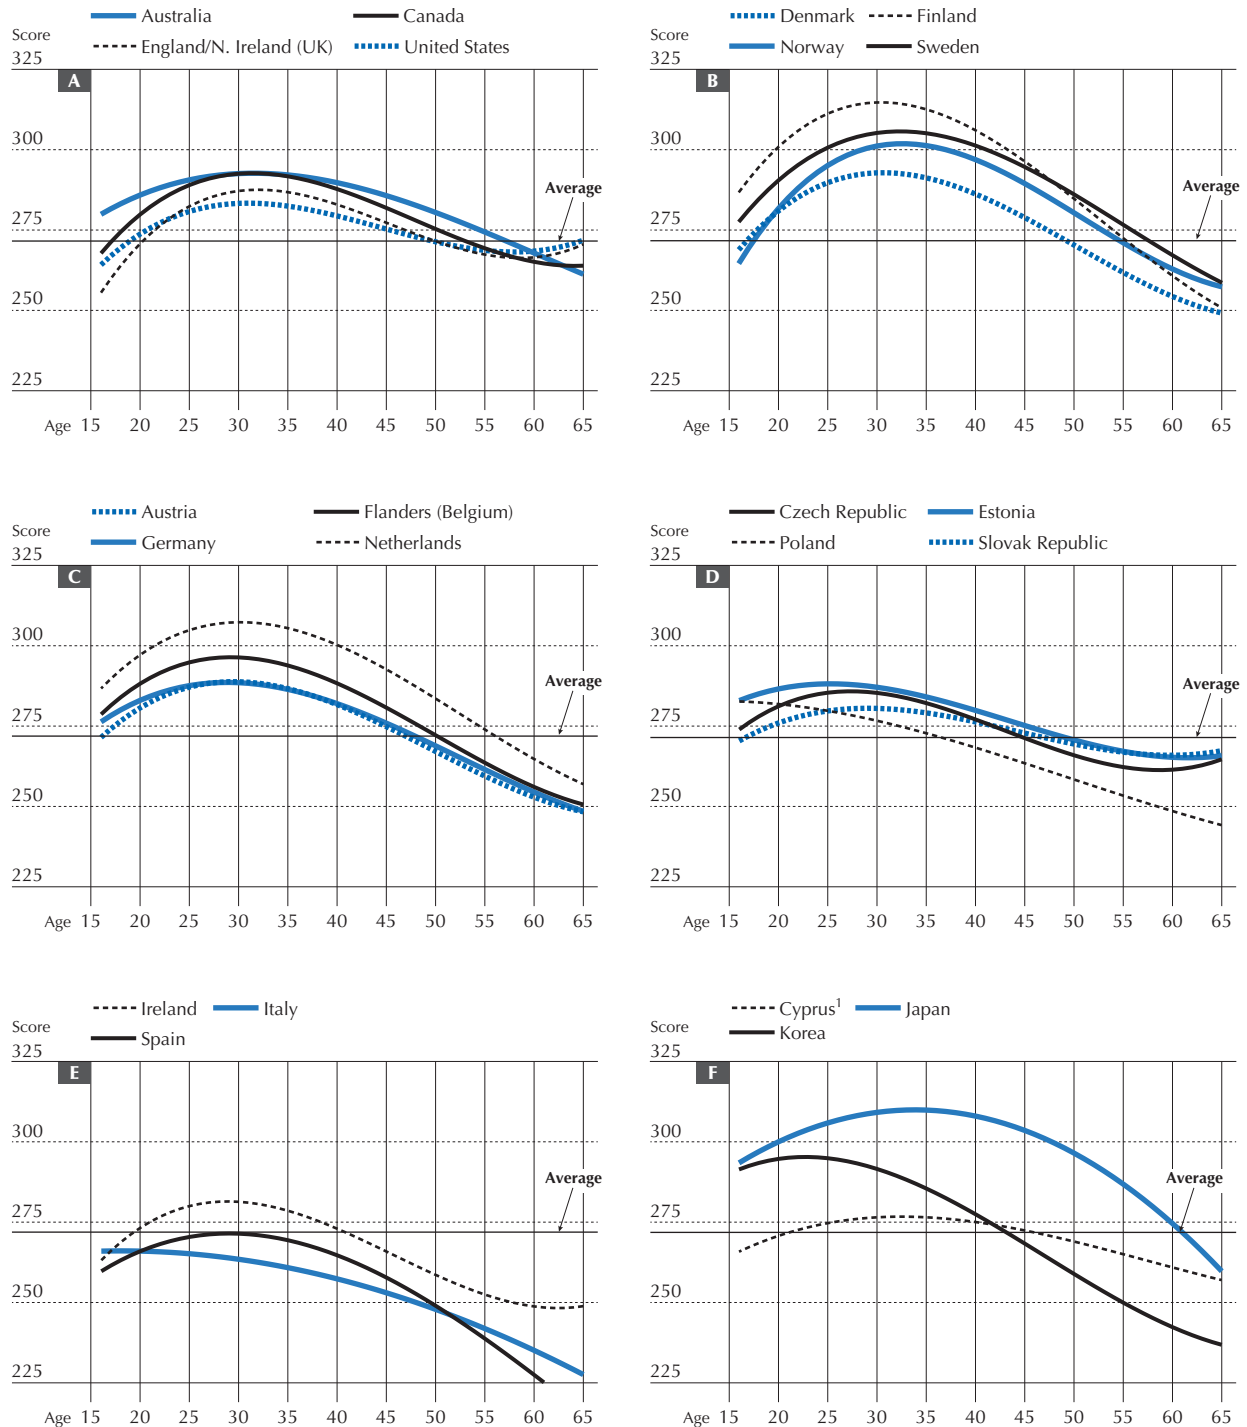 Australia Canada
England/N. Ireland (UK) United States
Score
325
A
300
Average
275
250
225
Age 15 20 25 30 35 40 45 50 55 60 65
Denmark Finland
Norway Sweden
Score
325
B
300
Average
275
250
225
Age 15 20 25 30 35 40 45 50 55 60 65
Austria Flanders (Belgium)
Germany Netherlands
Score
325
C
300
Average
275
250
225
Age 15 20 25 30 35 40 45 50 55 60 65
Czech Republic Estonia
Poland Slovak Republic
Score
325
D
300
Average
275
250
225
Age 15 20 25 30 35 40 45 50 55 60 65
Ireland Italy
Spain
Score
325
E
300
Average
275
250
225
Age 15 20 25 30 35 40 45 50 55 60 65
Cyprus¹ Japan
Korea
Score
325
F
300
Average
275
250
225
Age 15 20 25 30 35 40 45 50 55 60 65